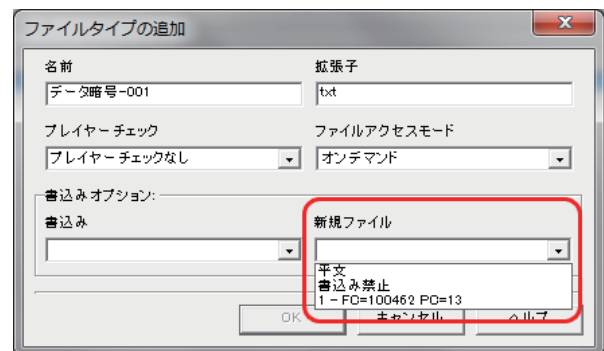 ファイルタイプの追加
名前
拡張子
データ暗号-001
txt
プレイヤーチェック
ファイルアクセスモード
プレイヤーチェックなし
オンデマンド
書込みオプション:
書込み
新規ファイル
平文
書込み禁止
1 - FC=100462 PC=13
OK
キャンセル
ヘルプ